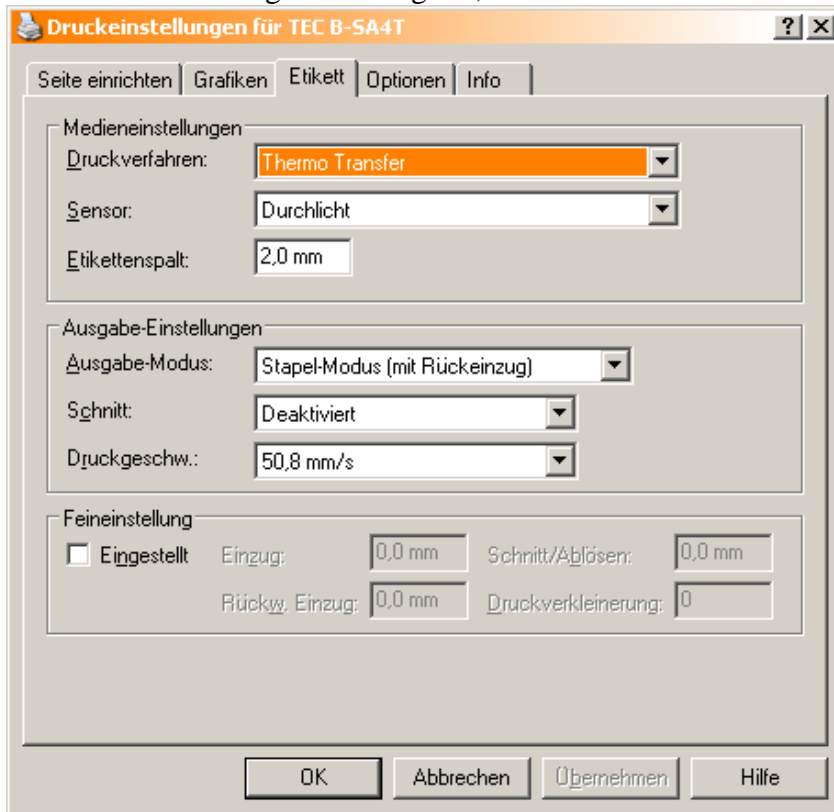 Druckeinstellungen für TEC B-SA4T
Seite einrichten Grafiken Etikett Optionen Info
Medieneinstellungen
Druckverfahren: Thermo Transfer
Sensor: Durchlicht
Etikettenspalt: 2,0 mm
Ausgabe-Einstellungen
Ausgabe-Modus: Stapel-Modus (mit Rückeinzug)
Schnitt: Deaktiviert
Druckgeschw.: 50,8 mm/s
Feineinstellung
Eingestellt Einzug: 0,0 mm Schnitt/Ablösen: 0,0 mm
Rückw. Einzug: 0,0 mm Druckverkleinerung: 0
OK Abbrechen Übernehmen Hilfe